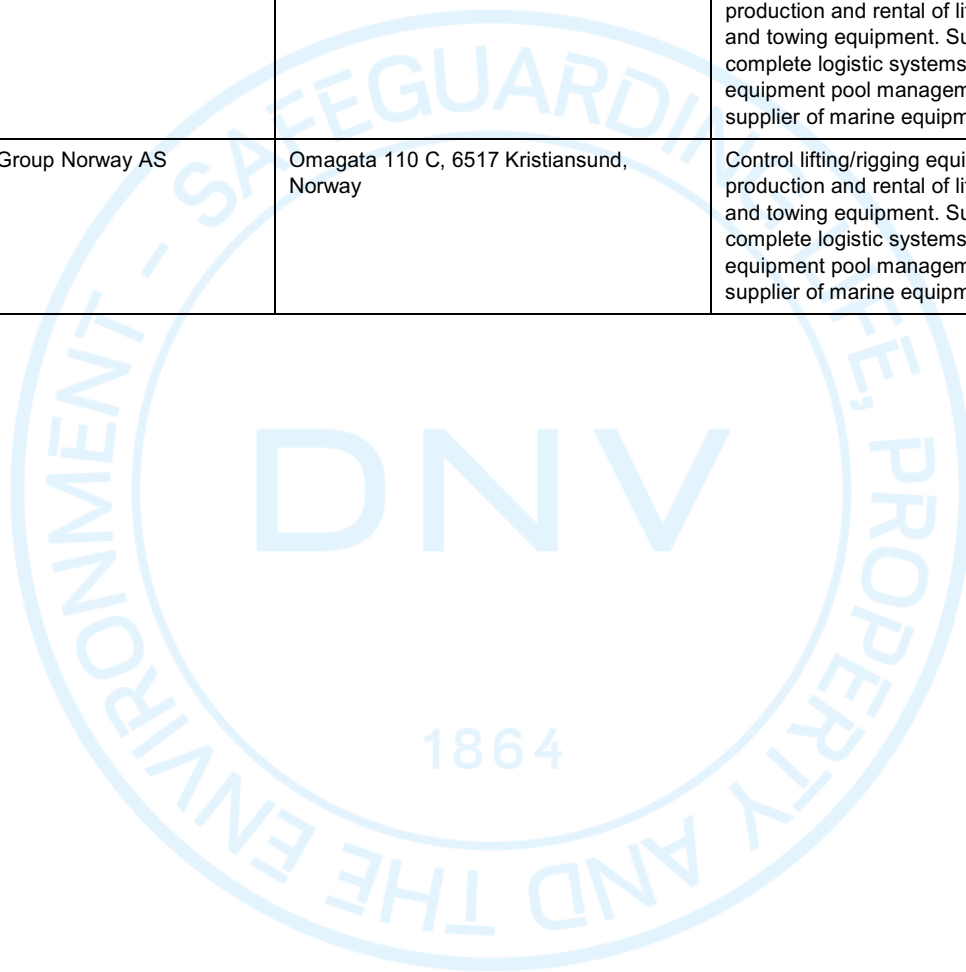 production and rental of li
and towing equipment. Su
complete logistic systems
equipment pool managem
supplier of marine equipm
Group Norway AS
Omagata 110 C, 6517 Kristiansund,
Norway
Control lifting/rigging equi
production and rental of li
and towing equipment. Su
complete logistic systems
equipment pool managem
supplier of marine equipm
SAFEGUARDING LIFE, PROPERTY AND THE ENVIRONMENT -
DNV
1864